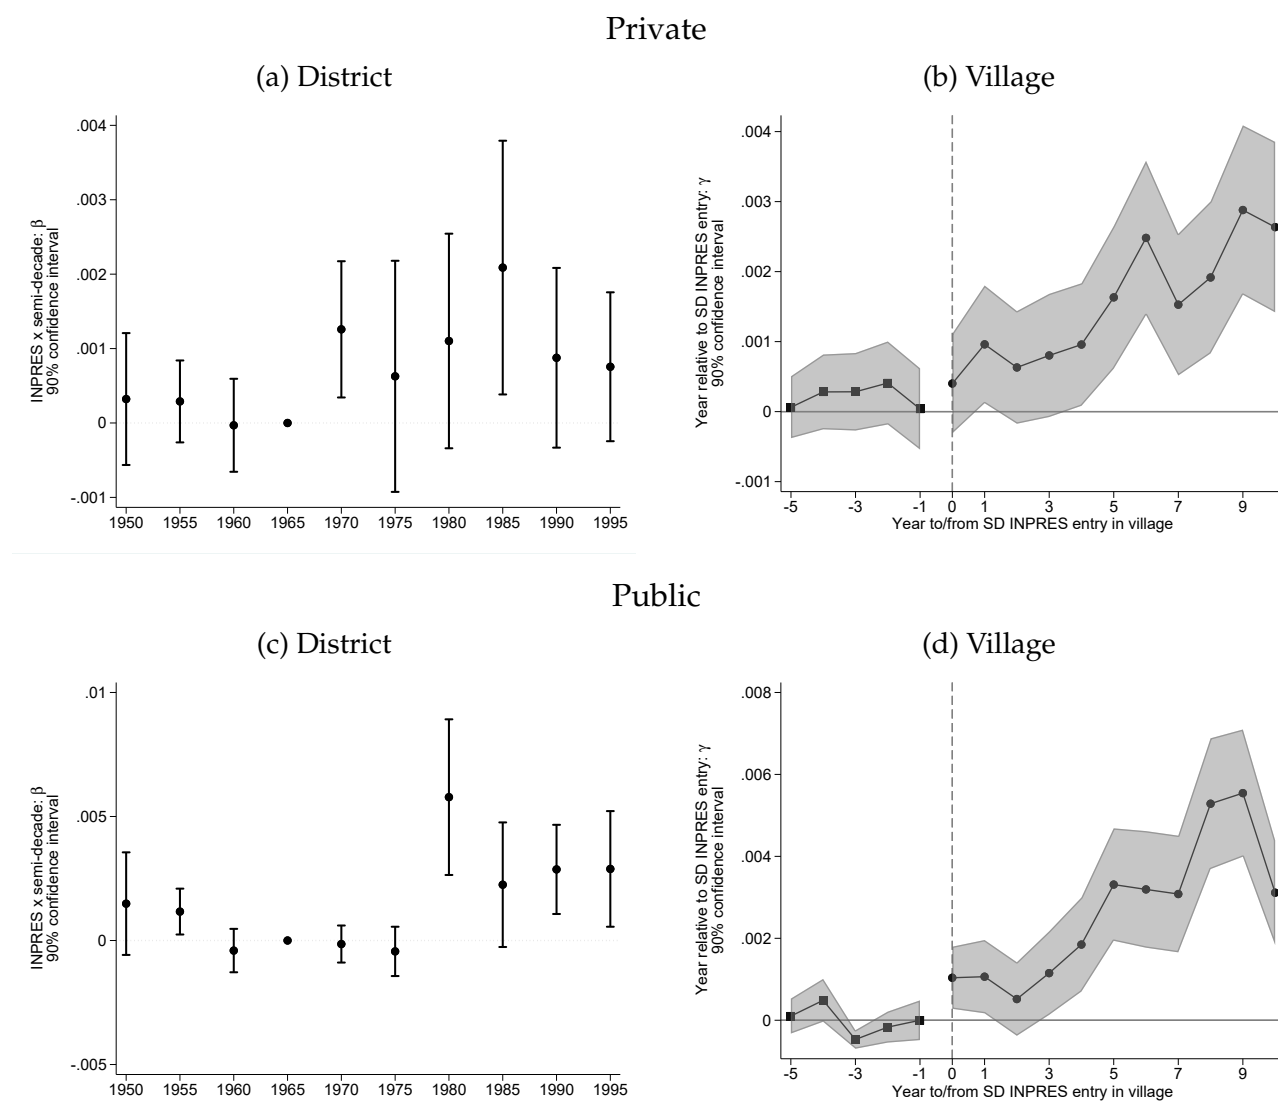 Private
(a) District
(b) Village
INPRES x semi-decade: β
90% confidence interval
.004
.003
.002
.001
0
-.001
1950 1955 1960 1965 1970 1975 1980 1985 1990 1995
Year relative to SD INPRES entry: γ
90% confidence interval
.004
.003
.002
.001
0
-.001
-5 -3 -1 0 1 3 5 7 9
Year to/from SD INPRES entry in village
Public
(c) District
(d) Village
INPRES x semi-decade: β
90% confidence interval
.01
.005
0
-.005
1950 1955 1960 1965 1970 1975 1980 1985 1990 1995
Year relative to SD INPRES entry: γ
90% confidence interval
.008
.006
.004
.002
0
-5 -3 -1 0 1 3 5 7 9
Year to/from SD INPRES entry in village